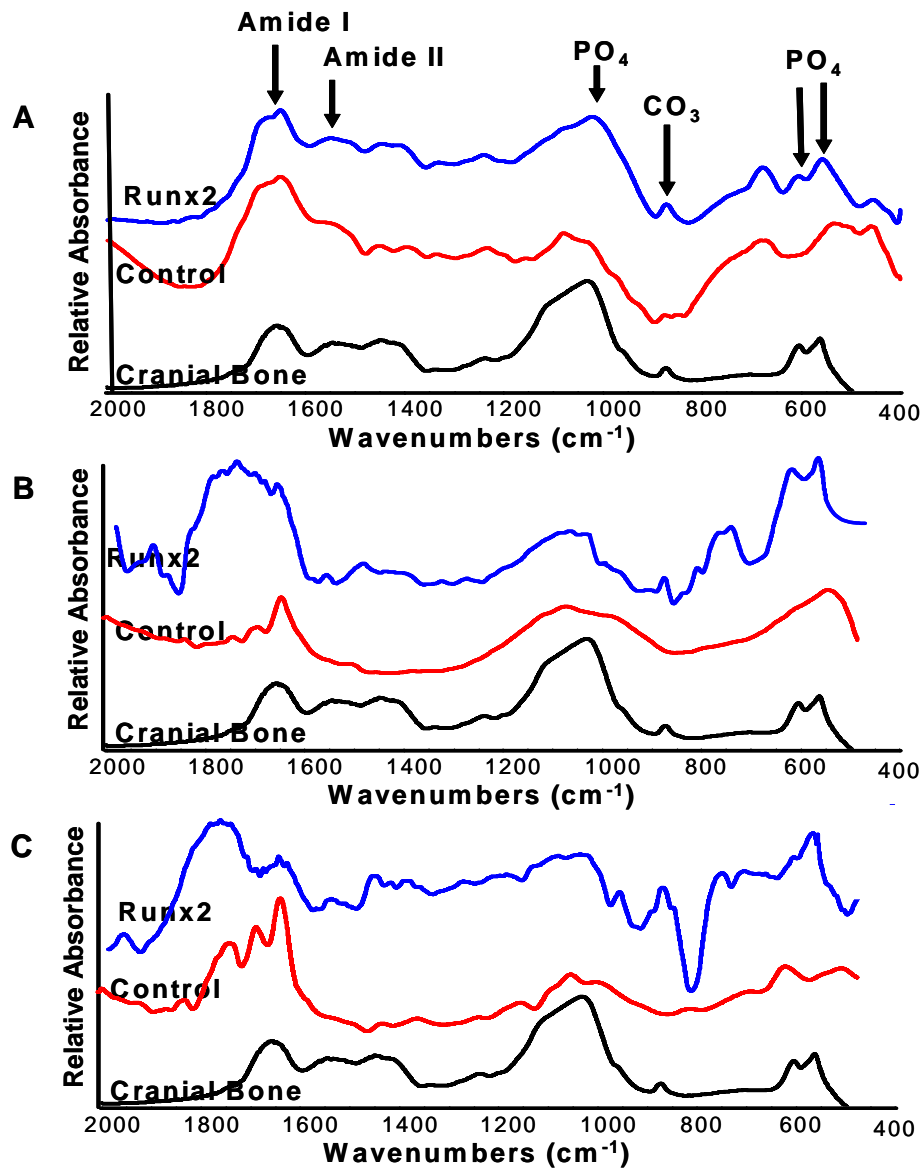 Amide I
Amide II
PO4
PO4
CO3
A
Relative Absorbance
Runx2
Control
Cranial Bone
2000 1800 1600 1400 1200 1000 800 600 400
Wavenumbers (cm-1)
B
Relative Absorbance
Runx2
Control
Cranial Bone
2000 1800 1600 1400 1200 1000 800 600 400
Wavenumbers (cm-1)
C
Relative Absorbance
Runx2
Control
Cranial Bone
2000 1800 1600 1400 1200 1000 800 600 400
Wavenumbers (cm-1)